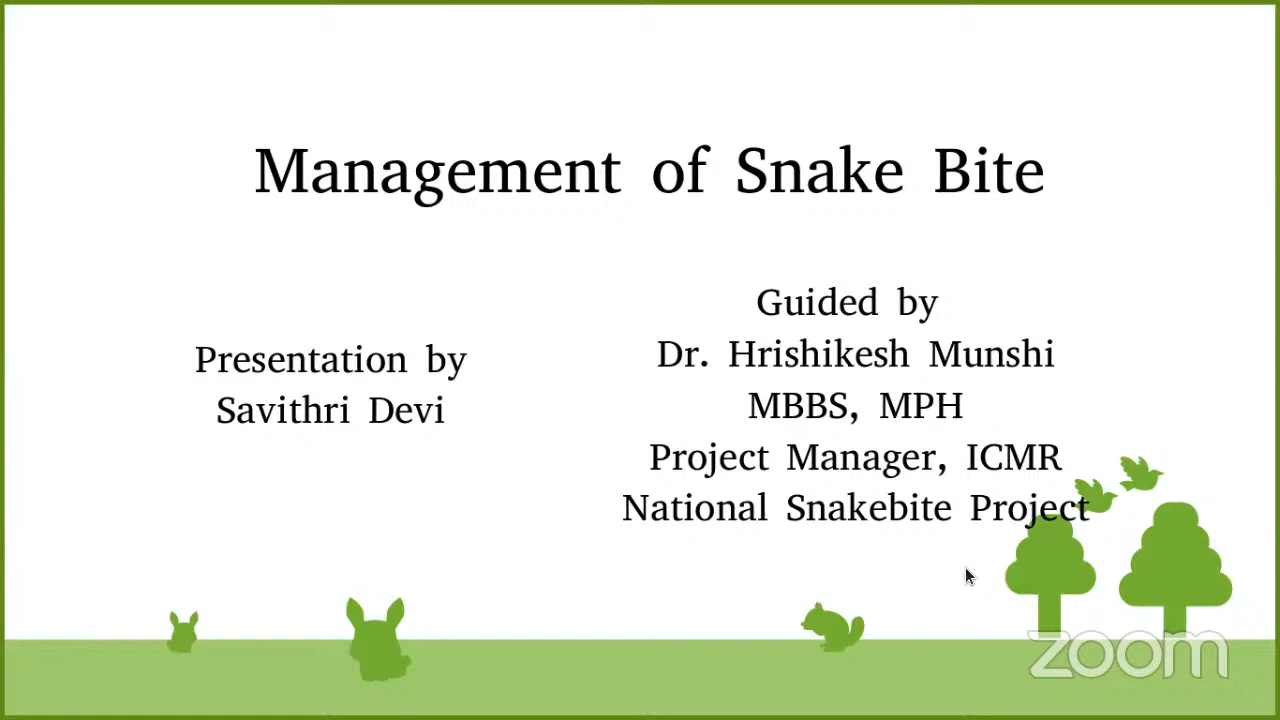 Management of Snake Bite
Presentation by
Savithri Devi
Guided by
Dr. Hrishikesh Munshi
MBBS, MPH
Project Manager, ICMR
National Snakebite Project
zoom